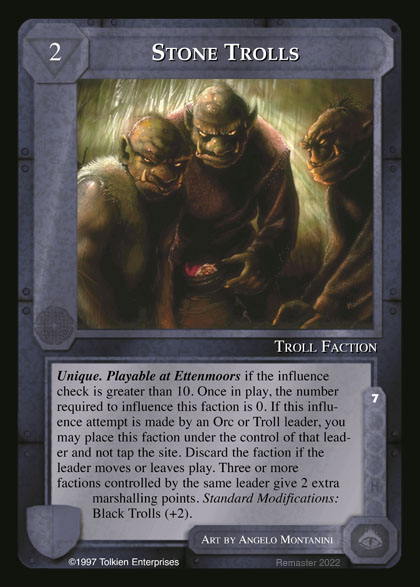 2
STONE TROLLS
TROLL FACTION
Unique. Playable at Ettenmoors if the influence
check is greater than 10. Once in play, the number
required to influence this faction is 0. If this influ-
ence attempt is made by an Orc or Troll leader, you
may place this faction under the control of that lead-
er and not tap the site. Discard the faction if the
leader moves or leaves play. Three or more
factions controlled by the same leader give 2 extra
marshalling points. Standard Modifications:
Black Trolls (+2).
7
H
ART BY ANGELO MONTANINI
©1997 Tolkien Enterprises
Remaster 2022